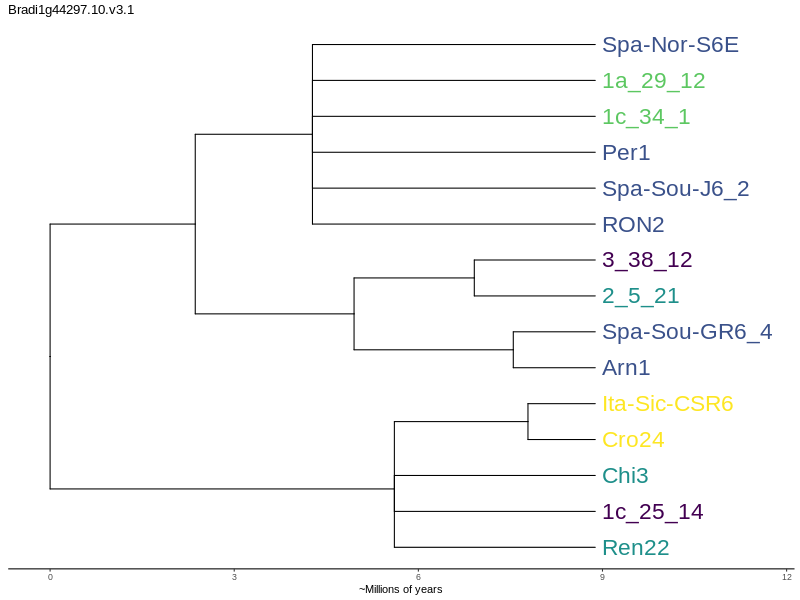 Bradi1g44297.10.v3.1
Spa-Nor-S6E
1a_29_12
1c_34_1
Per1
Spa-Sou-J6_2
RON2
3_38_12
2_5_21
Spa-Sou-GR6_4
Arn1
Ita-Sic-CSR6
Cro24
Chi3
1c_25_14
Ren22
0 3 6 9 12
~Millions of years